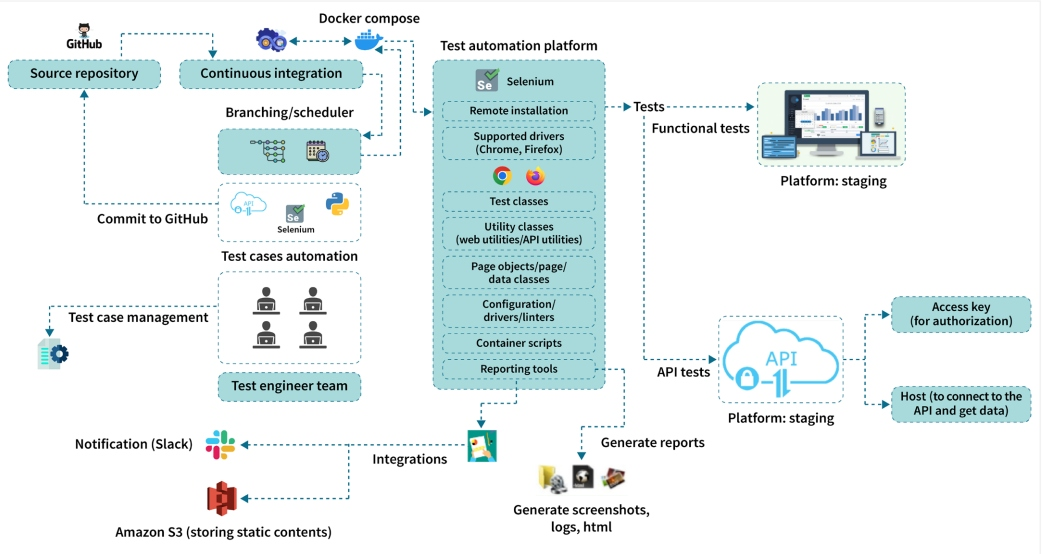 GitHub
Source repository
Continuous integration
Docker compose
Branching/scheduler
API
Se
Selenium
Commit to GitHub
Test cases automation
Test case management
Test engineer team
Test automation platform
Se
Selenium
Remote installation
Supported drivers
(Chrome, Firefox)
Test classes
Utility classes
(web utilities/API utilities)
Page objects/page/
data classes
Configuration/
drivers/linters
Container scripts
Reporting tools
Tests
Functional tests
Platform: staging
API tests
API
Platform: staging
Access key
(for authorization)
Host (to connect to the
API and get data)
Notification (Slack)
Integrations
Amazon S3 (storing static contents)
Generate reports
Generate screenshots,
logs, html